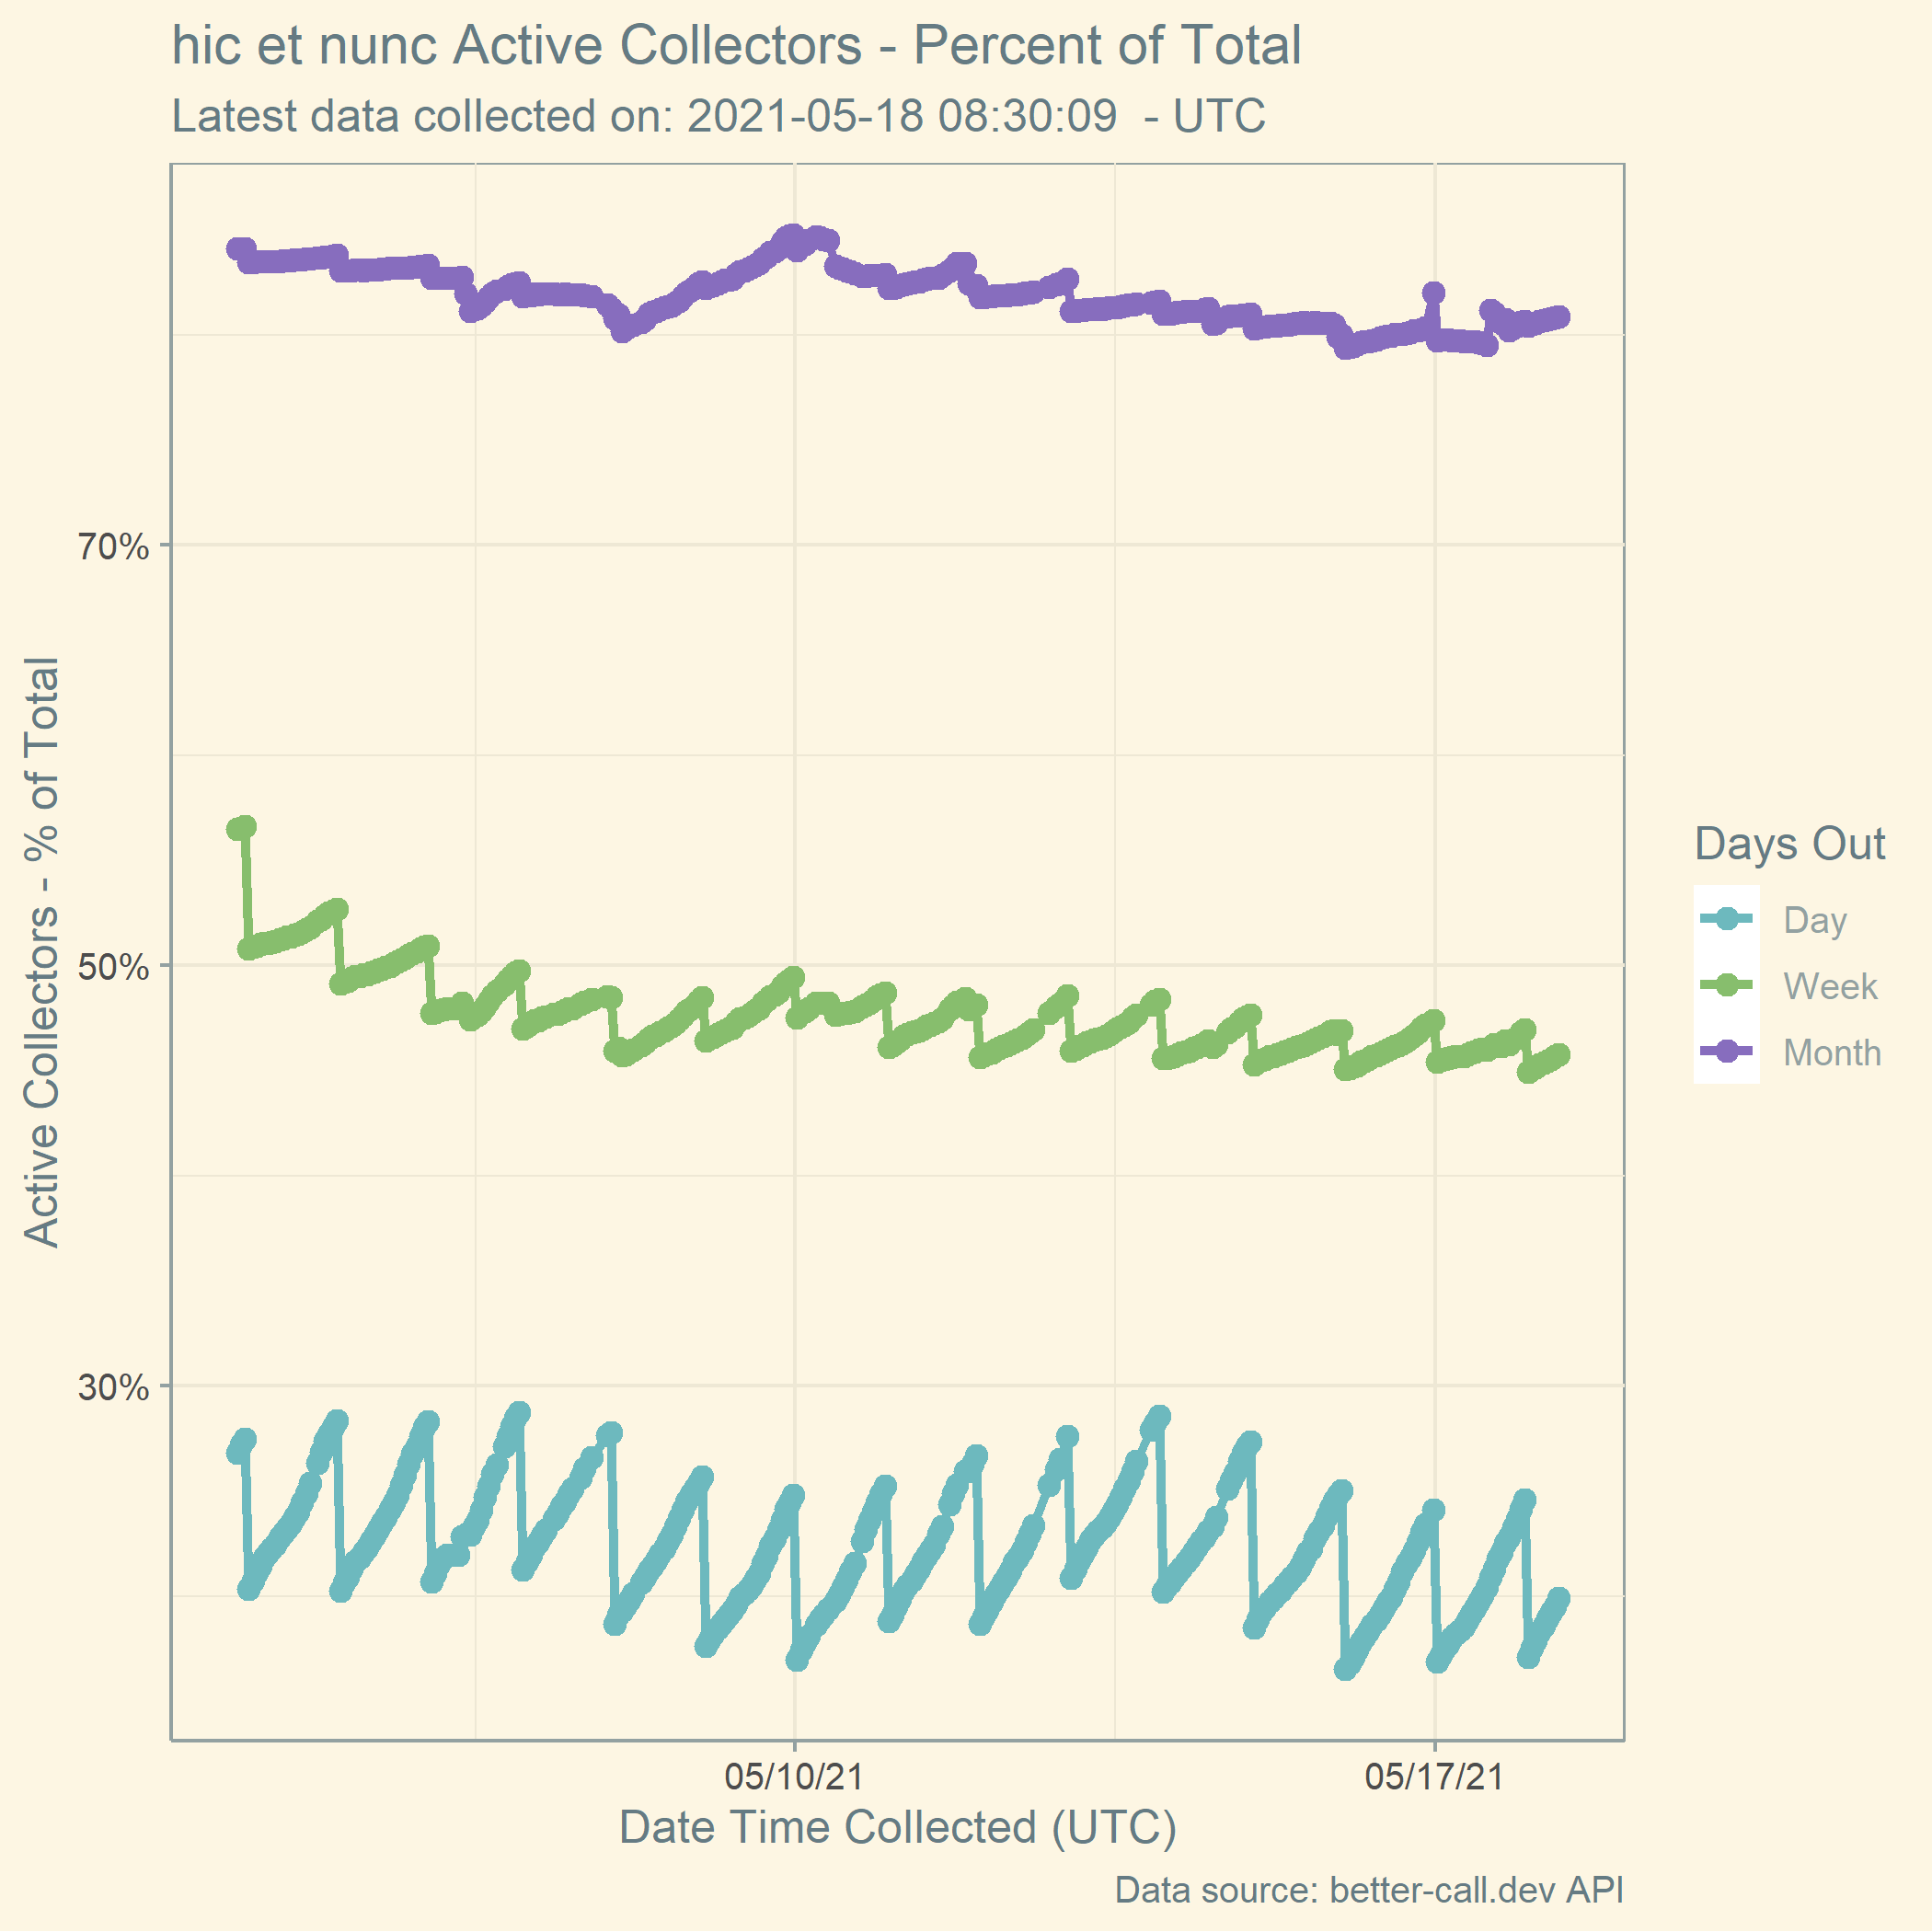 hic et nunc Active Collectors - Percent of Total
Latest data collected on: 2021-05-18 08:30:09  - UTC
Active Collectors - % of Total
70%
50%
30%
05/10/21
05/17/21
Date Time Collected (UTC)
Days Out
Day
Week
Month
Data source: better-call.dev API